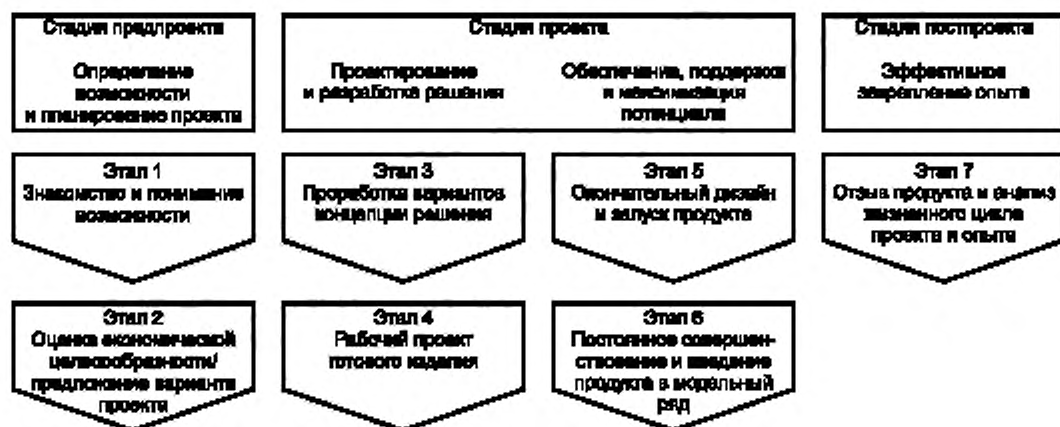 Стадии предпроекта
Определение
возможности
и планирование проекта
Стадии проекта
Проектирование
и разработка решения
Обеспечение, поддержка
и максимизация
потенциала
Стадии постпроекта
Эффективное
закрепление опыта
Этап 1
Знакомство и понимание
возможности
Этап 3
Проработка вариантов
концепции решения
Этап 5
Окончательный дизайн
и запуск продукта
Этап 7
Отзыв продукта и анализ
жизненного цикла
проекта и опыта
Этап 2
Оценка экономической
целесообразности/
предложение варианта
проекта
Этап 4
Рабочий проект
готового изделия
Этап 6
Постоянное совершен-
ствование и введение
продукта в модельный
ряд